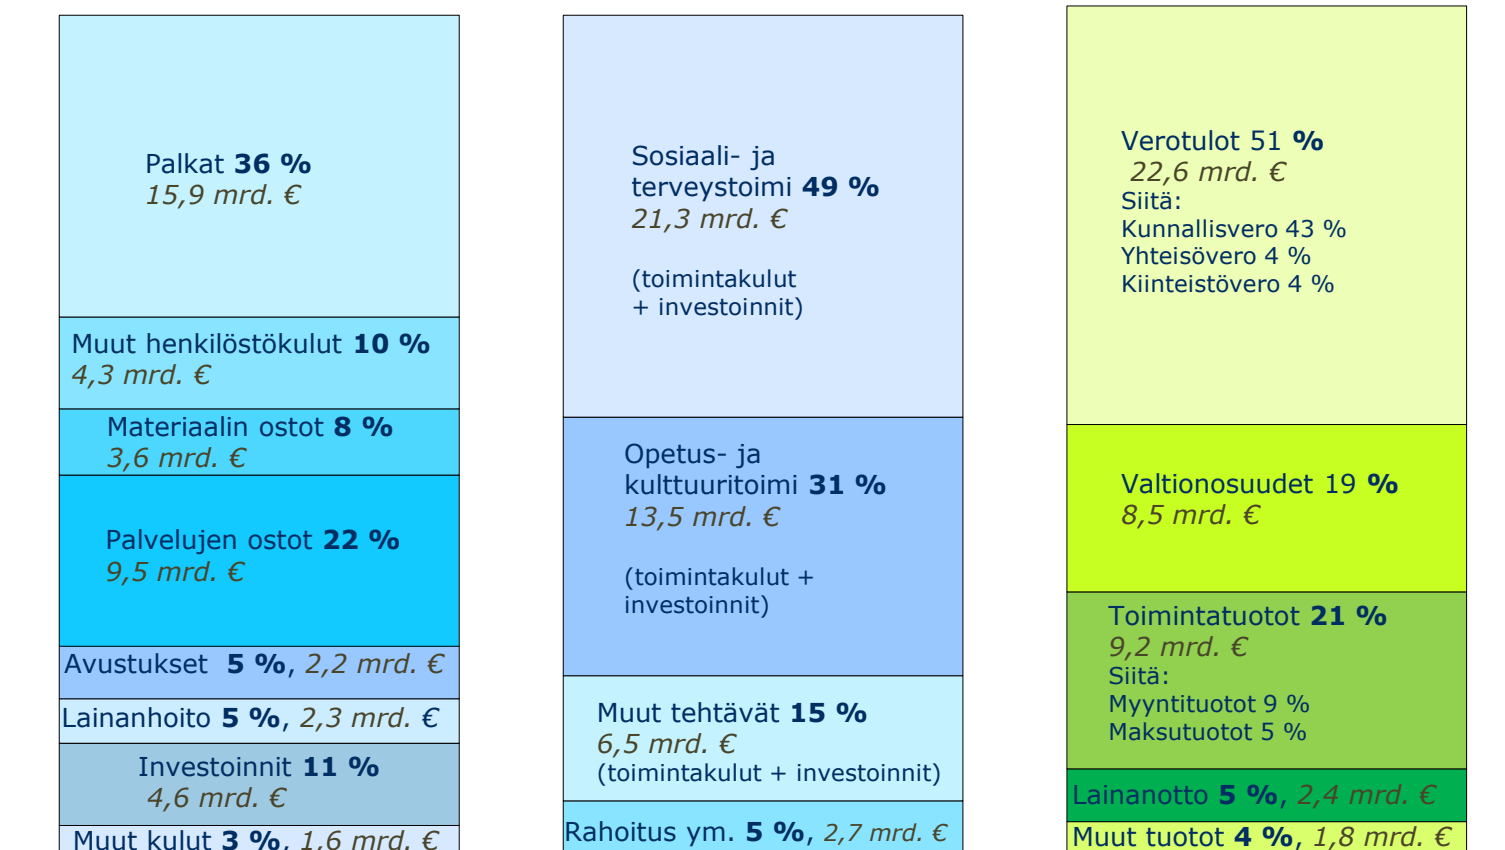 Palkat 36 %
15,9 mrd. €
Muut henkilöstökulut 10 %
4,3 mrd. €
Materiaalin ostot 8 %
3,6 mrd. €
Palvelujen ostot 22 %
9,5 mrd. €
Avustukset 5 %, 2,2 mrd. €
Lainanhoito 5 %, 2,3 mrd. €
Investoinnit 11 %
4,6 mrd. €
Muut kulut 3 %, 1,6 mrd. €
Sosiaali- ja
terveystoimi 49 %
21,3 mrd. €
(toimintakulut
+ investoinnit)
Opetus- ja
kulttuuritoimi 31 %
13,5 mrd. €
(toimintakulut +
investoinnit)
Muut tehtävät 15 %
6,5 mrd. €
(toimintakulut + investoinnit)
Rahoitus ym. 5 %, 2,7 mrd. €
Verotulot 51 %
22,6 mrd. €
Siitä:
Kunnallisvero 43 %
Yhteisövero 4 %
Kiinteistövero 4 %
Valtionosuudet 19 %
8,5 mrd. €
Toimintatuotot 21 %
9,2 mrd. €
Siitä:
Myyntituotot 9 %
Maksutuotot 5 %
Lainanotto 5 %, 2,4 mrd. €
Muut tuotot 4 %, 1,8 mrd. €